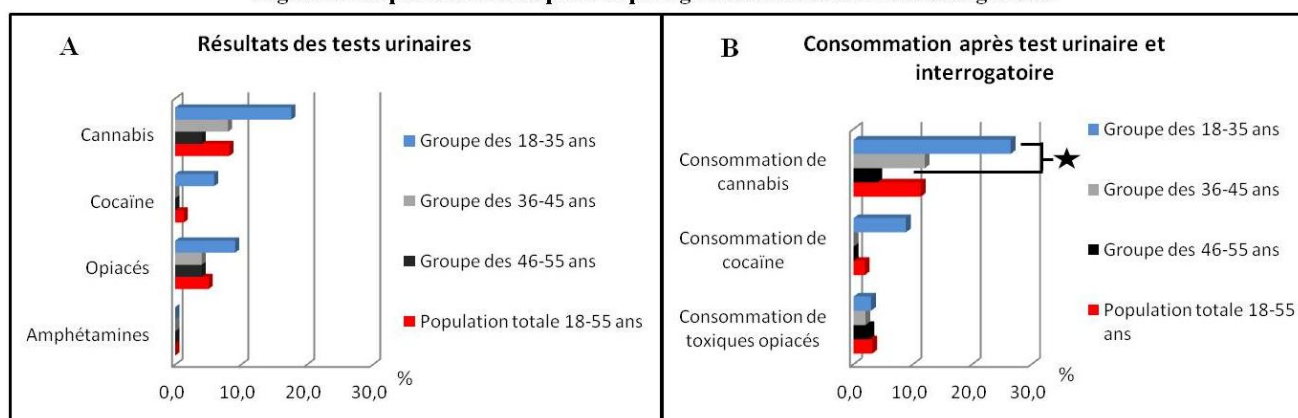 A
Résultats des tests urinaires
Cannabis
Cocaïne
Opiacés
Amphétamines
0,0 10,0 20,0 30,0 %
Groupe des 18-35 ans
Groupe des 36-45 ans
Groupe des 46-55 ans
Population totale 18-55 ans
B
Consommation après test urinaire et
interrogatoire
Consommation de
cannabis
Consommation de
cocaïne
Consommation de
toxiques opiacés
0,0 10,0 20,0 30,0 %
Groupe des 18-35 ans
Groupe des 36-45 ans
Groupe des 46-55 ans
Population totale 18-55
ans